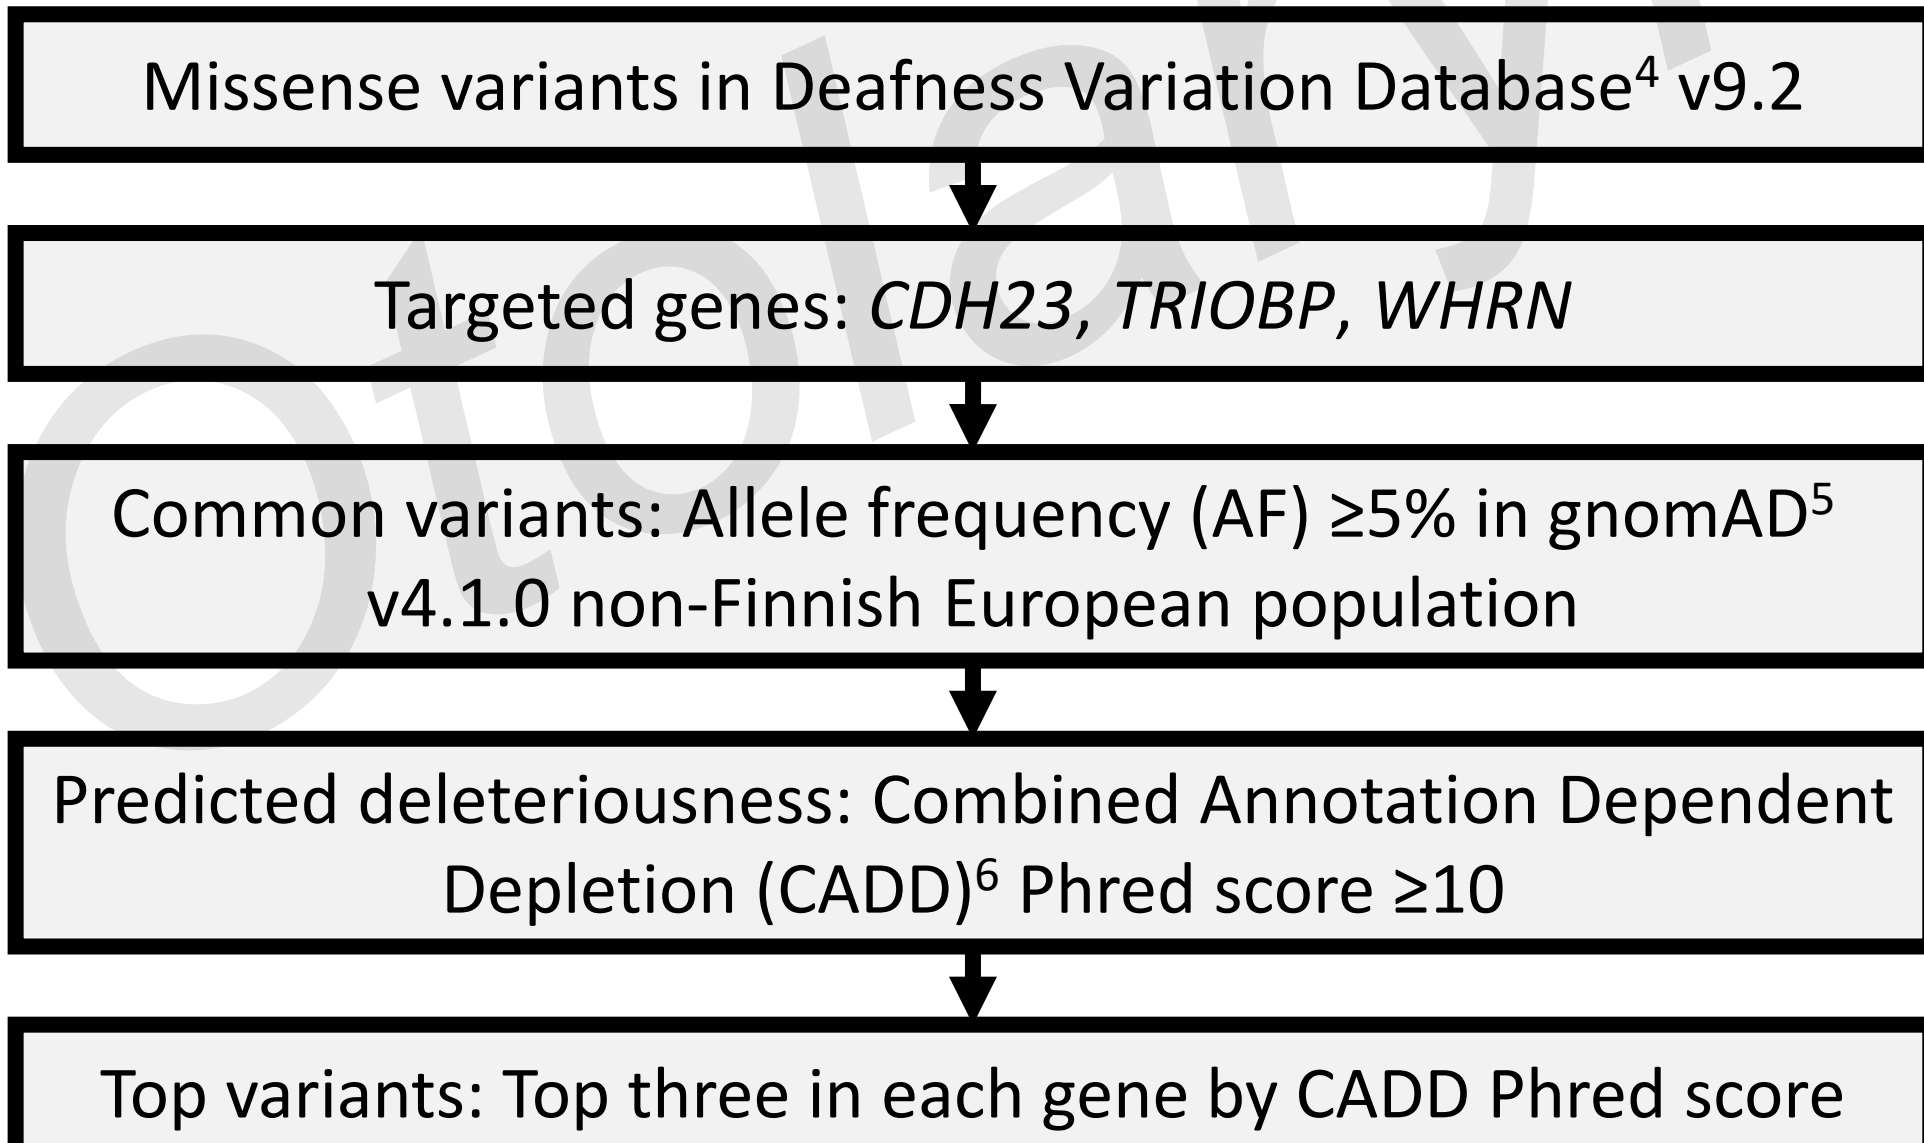 Missense variants in Deafness Variation Database⁴ v9.2
Targeted genes: CDH23, TRIOBP, WHRN
Common variants: Allele frequency (AF) ≥5% in gnomAD⁵
v4.1.0 non-Finnish European population
Predicted deleteriousness: Combined Annotation Dependent
Depletion (CADD)⁶ Phred score ≥10
Top variants: Top three in each gene by CADD Phred score
Otolary